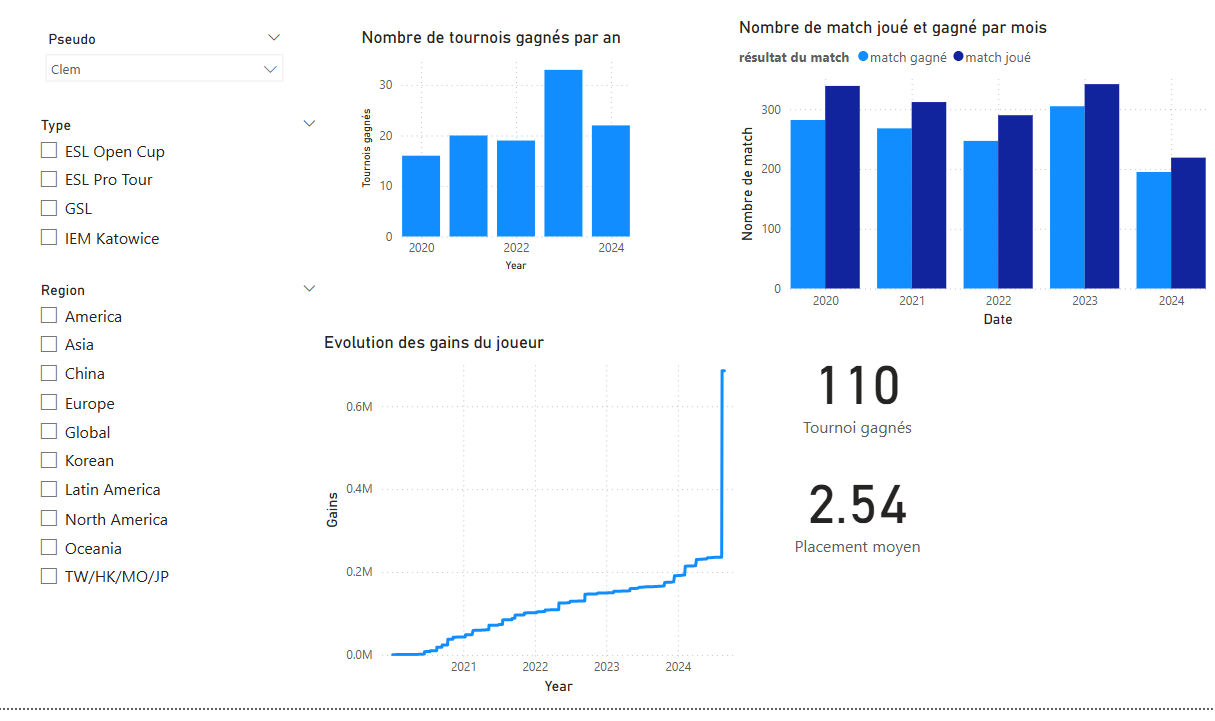 Pseudo
Clem
Type
ESL Open Cup
ESL Pro Tour
GSL
IEM Katowice
Region
America
Asia
China
Europe
Global
Korean
Latin America
North America
Oceania
TW/HK/MO/JP
Nombre de tournois gagnés par an
Tournois gagnés
30
20
10
0
2020
2022
2024
Year
Nombre de match joué et gagné par mois
résultat du match match gagné match joué
Nombre de match
300
200
100
0
2020
2021
2022
2023
2024
Date
Evolution des gains du joueur
Gains
0.6M
0.4M
0.2M
0.0M
2021
2022
2023
2024
Year
110
Tournoi gagnés
2.54
Placement moyen